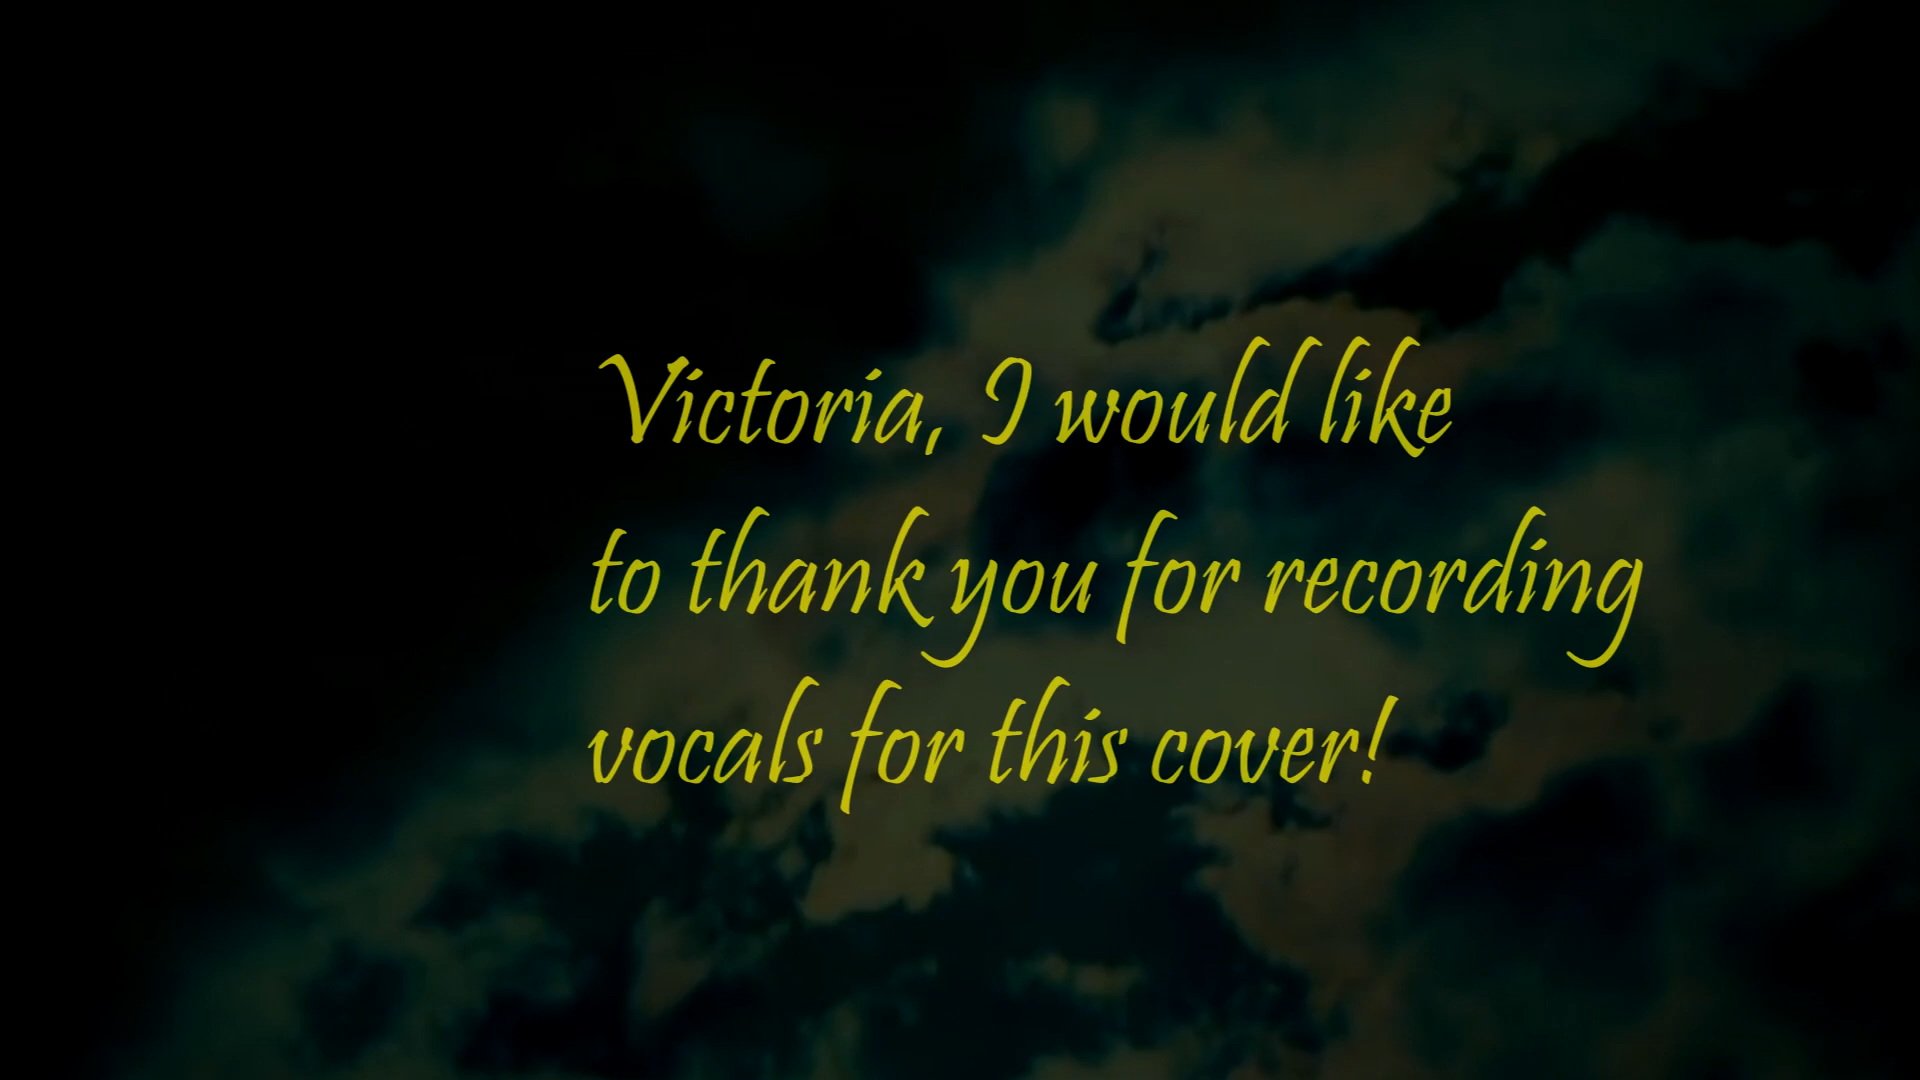 Victoria, I would like
to thank you for recording
vocals for this cover!